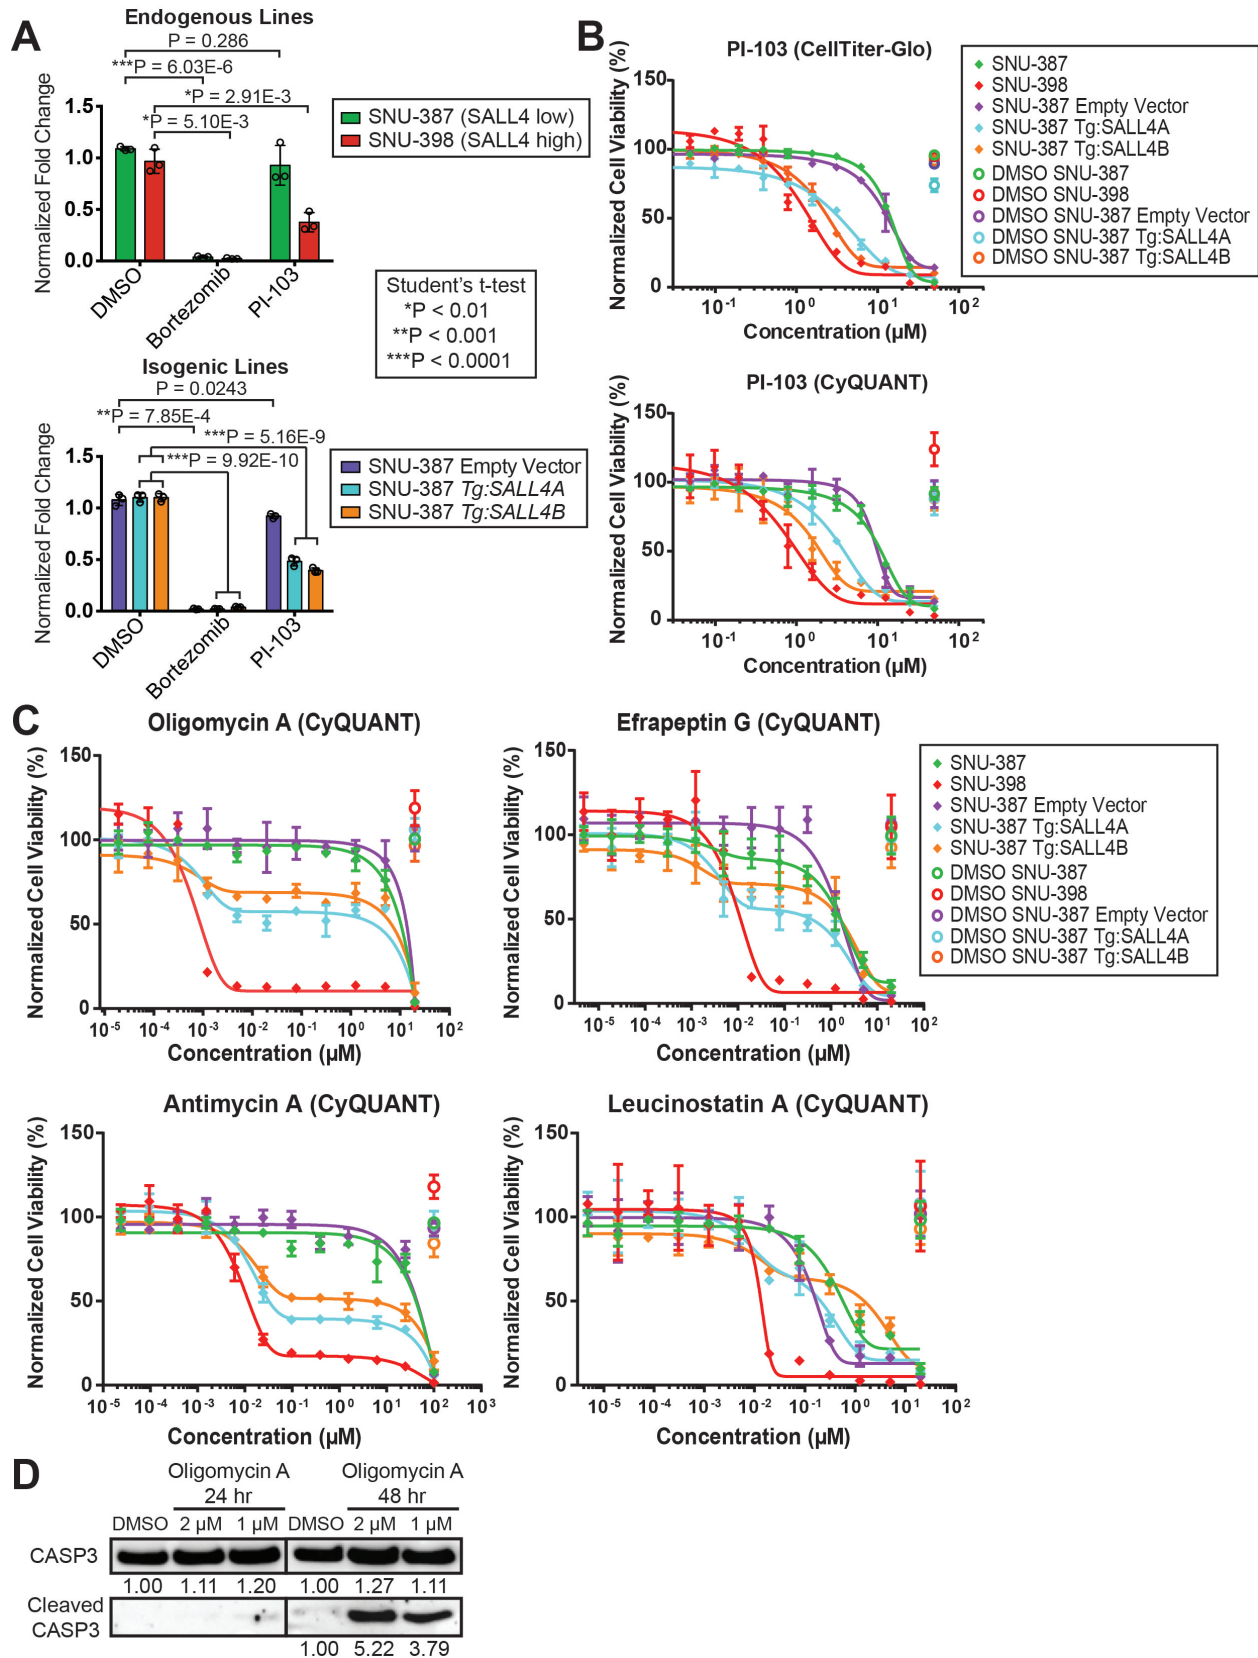 A
Endogenous Lines
P = 0.286
***P = 6.03E-6
*P = 2.91E-3
*P = 5.10E-3
Normalized Fold Change
1.5
1.0
0.5
0.0
DMSO
Bortezomib
PI-103
SNU-387 (SALL4 low)
SNU-398 (SALL4 high)
Student's t-test
*P < 0.01
**P < 0.001
***P < 0.0001
Isogenic Lines
P = 0.0243
**P = 7.85E-4
***P = 5.16E-9
***P = 9.92E-10
Normalized Fold Change
1.5
1.0
0.5
0.0
DMSO
Bortezomib
PI-103
SNU-387 Empty Vector
SNU-387 Tg:SALL4A
SNU-387 Tg:SALL4B
B
PI-103 (CellTiter-Glo)
Normalized Cell Viability (%)
150
100
50
0
10⁻¹ 10⁰ 10¹ 10²
Concentration (µM)
SNU-387
SNU-398
SNU-387 Empty Vector
SNU-387 Tg:SALL4A
SNU-387 Tg:SALL4B
DMSO SNU-387
DMSO SNU-398
DMSO SNU-387 Empty Vector
DMSO SNU-387 Tg:SALL4A
DMSO SNU-387 Tg:SALL4B
PI-103 (CyQUANT)
Normalized Cell Viability (%)
150
100
50
0
10⁻¹ 10⁰ 10¹ 10²
Concentration (µM)
C
Oligomycin A (CyQUANT)
Normalized Cell Viability (%)
150
100
50
0
10⁻⁵ 10⁻⁴ 10⁻³ 10⁻² 10⁻¹ 10⁰ 10¹ 10²
Concentration (µM)
Efrapeptin G (CyQUANT)
Normalized Cell Viability (%)
150
100
50
0
10⁻⁵ 10⁻⁴ 10⁻³ 10⁻² 10⁻¹ 10⁰ 10¹ 10²
Concentration (µM)
SNU-387
SNU-398
SNU-387 Empty Vector
SNU-387 Tg:SALL4A
SNU-387 Tg:SALL4B
DMSO SNU-387
DMSO SNU-398
DMSO SNU-387 Empty Vector
DMSO SNU-387 Tg:SALL4A
DMSO SNU-387 Tg:SALL4B
Antimycin A (CyQUANT)
Normalized Cell Viability (%)
150
100
50
0
10⁻⁵ 10⁻⁴ 10⁻³ 10⁻² 10⁻¹ 10⁰ 10¹ 10² 10³
Concentration (µM)
Leucinostatin A (CyQUANT)
Normalized Cell Viability (%)
150
100
50
0
10⁻⁵ 10⁻⁴ 10⁻³ 10⁻² 10⁻¹ 10⁰ 10¹ 10²
Concentration (µM)
D
Oligomycin A Oligomycin A
24 hr 48 hr
DMSO 2 µM 1 µM DMSO 2 µM 1 µM
CASP3
1.00 1.11 1.20 1.00 1.27 1.11
Cleaved
CASP3
1.00 5.22 3.79